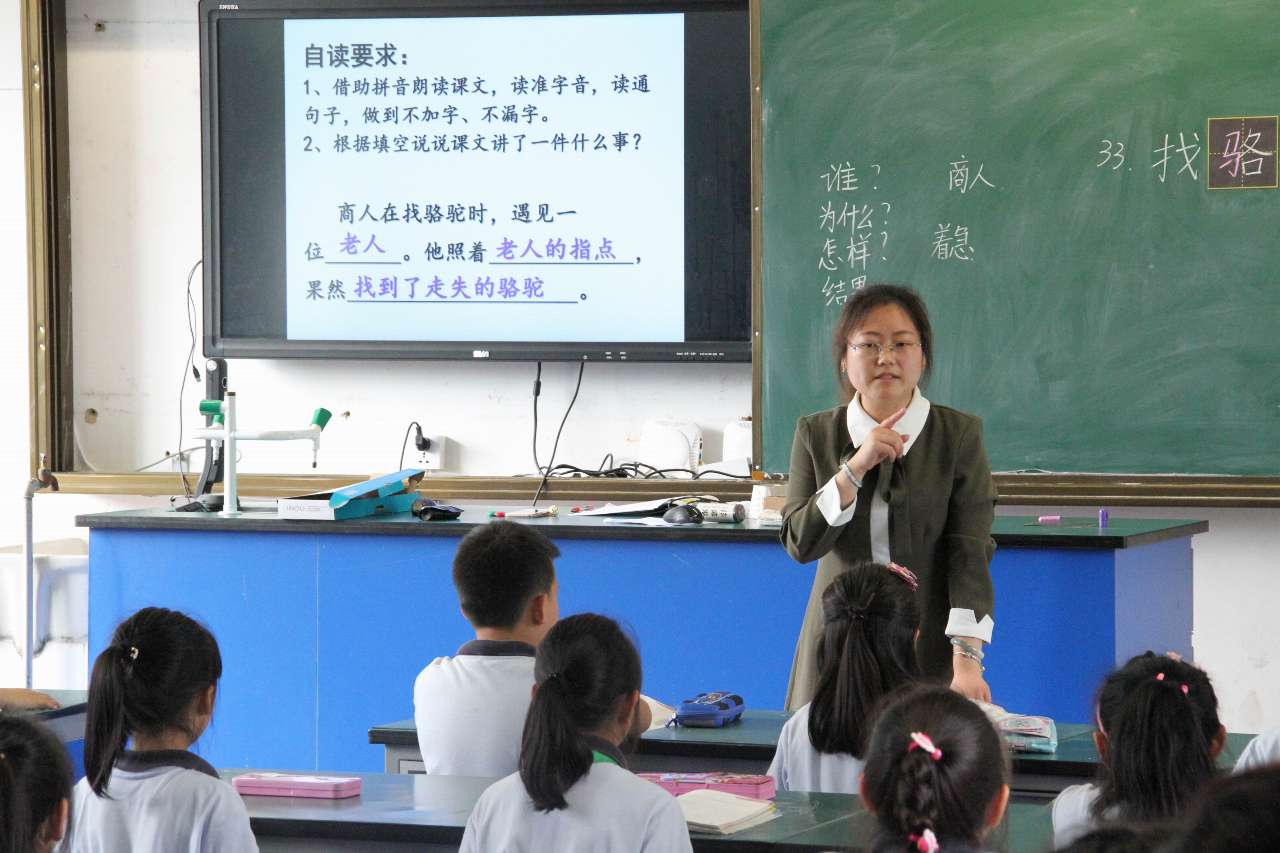 自读要求：
1、借助拼音朗读课文，读准字音，读通
句子，做到不加字、不漏字。
2、根据填空说说课文讲了一件什么事？
商人在找骆驼时，遇见一
位老人。他照着老人的指点，
果然找到了走失的骆驼。
33. 找骆
谁？ 商人
为什么？
怎样？ 着急
结果